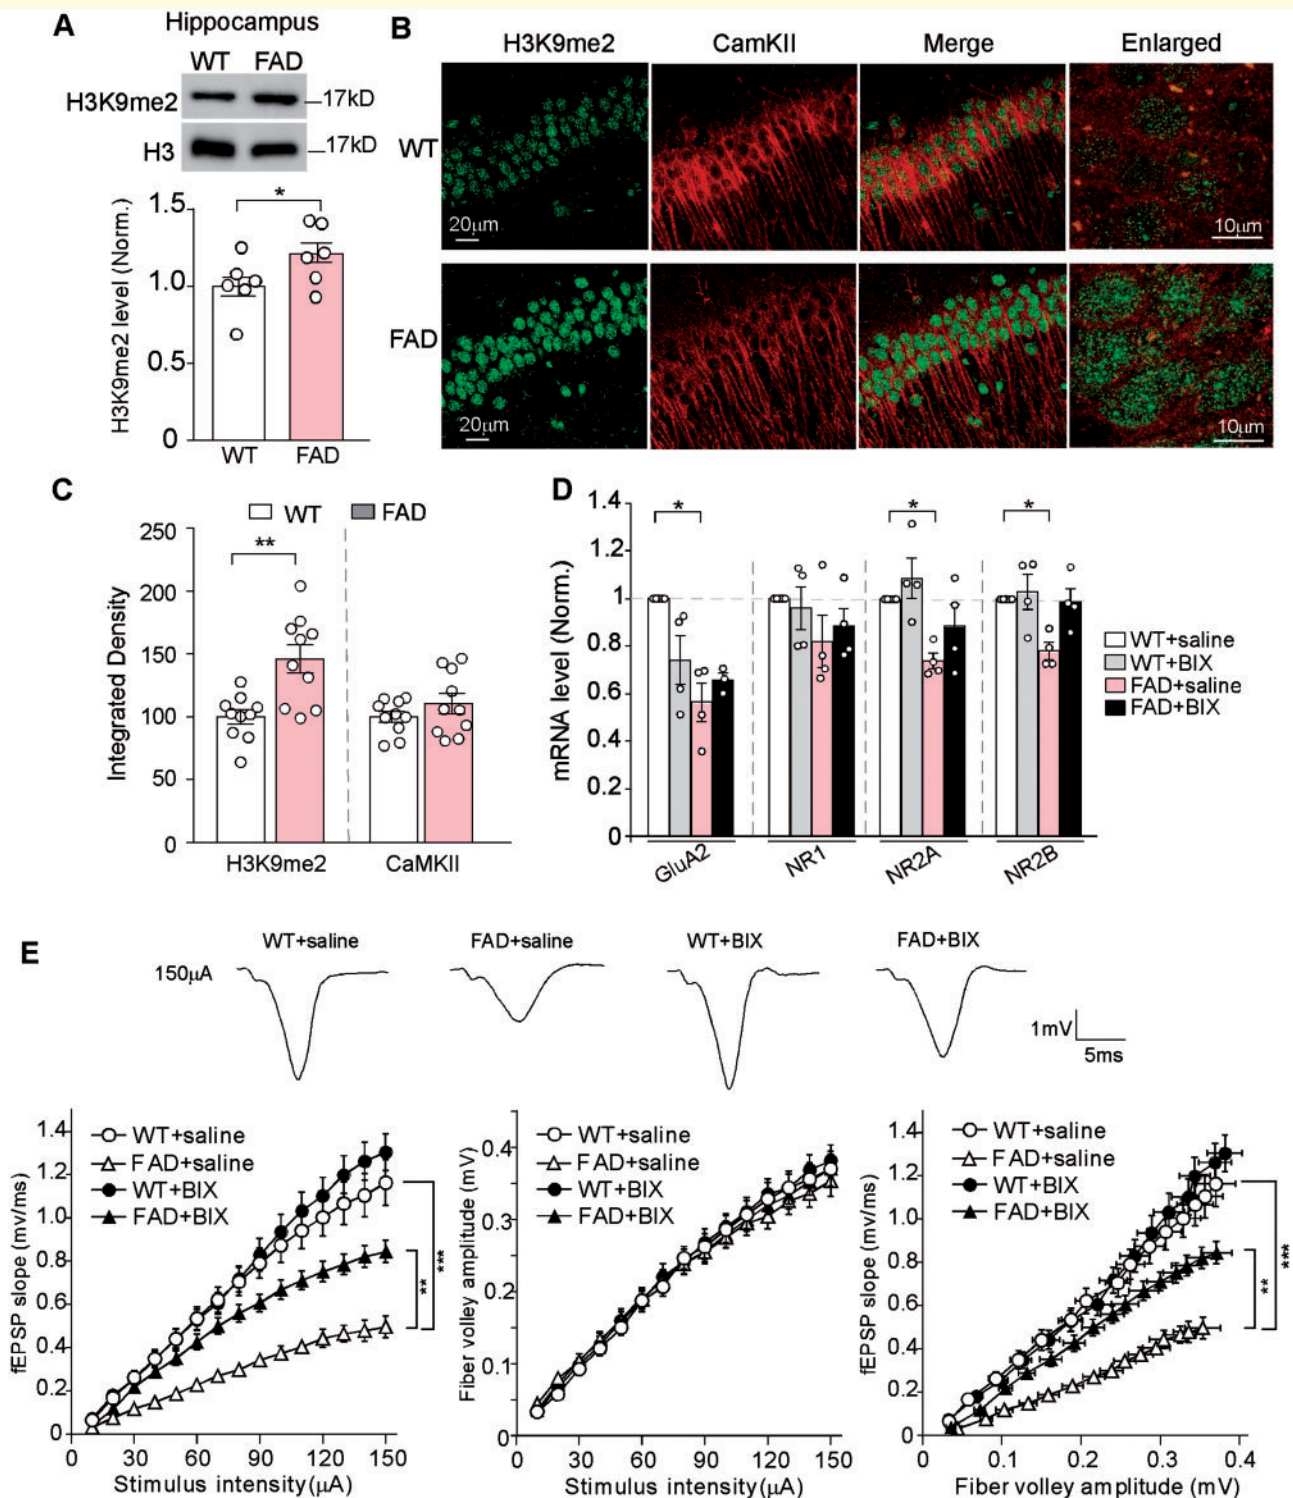 A
Hippocampus
WT FAD
H3K9me2
17kD
H3
17kD
*
H3K9me2 level (Norm.)
1.5
1.0
0.5
0
WT FAD
B
H3K9me2 CamKII Merge Enlarged
WT
20μm
10μm
FAD
20μm
10μm
C
WT FAD
Integrated Density
250
200
150
100
50
0
**
H3K9me2 CaMKII
D
mRNA level (Norm.)
1.4
1.2
1
0.8
0.6
0.4
0.2
0
* * *
GluA2 NR1 NR2A NR2B
WT+saline
WT+BIX
FAD+saline
FAD+BIX
E
WT+saline FAD+saline WT+BIX FAD+BIX
150μA
1mV
5ms
fEPSP slope (mv/ms)
1.4
1.2
1.0
0.8
0.6
0.4
0.2
0
WT+saline
FAD+saline
WT+BIX
FAD+BIX
**
***
0 30 60 90 120 150
Stimulus intensity(μA)
Fiber volley amplitude (mV)
0.4
0.3
0.2
0.1
0
WT+saline
FAD+saline
WT+BIX
FAD+BIX
0 30 60 90 120 150
Stimulus intensity(μA)
fEPSP slope (mv/ms)
1.4
1.2
1.0
0.8
0.6
0.4
0.2
0
WT+saline
FAD+saline
WT+BIX
FAD+BIX
**
***
0 0.1 0.2 0.3 0.4
Fiber volley amplitude (mV)